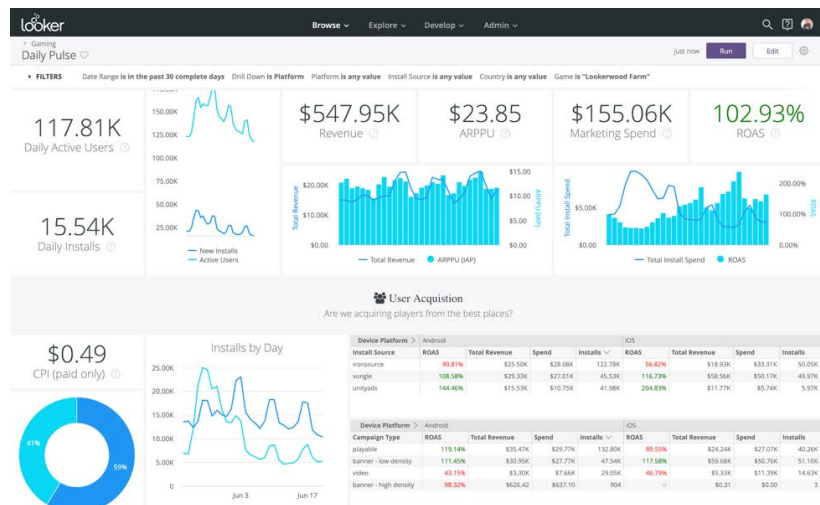 looker
Browse Explore Develop Admin
Gaming
Daily Pulse
just now Run Edit
FILTERS Date Range is in the past 30 complete days Drill Down is Platform Platform is any value Install Source is any value Country is any value Game is "Lookerwood Farm"
117.81K
Daily Active Users
15.54K
Daily Installs
175.00K
150.00K
125.00K
100.00K
75.00K
50.00K
25.00K
New Installs
Active Users
$547.95K
Revenue
$23.85
ARPPU
$155.06K
Marketing Spend
102.93%
ROAS
Total Revenue
$20.00K
$10.00K
$0.00
$15.00
$10.00
$5.00
$0.00
ARPPU (IAP)
Total Revenue ARPPU (IAP)
Total Install Spend
$5.00K
$0.00
200.00%
100.00%
0.00%
ROAS
Total Install Spend ROAS
User Acquistion
Are we acquiring players from the best places?
$0.49
CPI (paid only)
41%
59%
Installs by Day
25.00K
20.00K
15.00K
10.00K
5.00K
0
Jun 3 Jun 17
Device Platform Android iOS
Install Source ROAS Total Revenue Spend Installs ROAS Total Revenue Spend Installs
ironsource 90.81% $25.50K $28.08K 122.78K 56.82% $18.93K $33.31K 50.05K
vungle 108.58% $29.33K $27.01K 45.53K 116.73% $58.56K $50.17K 49.97K
unityads 144.46% $15.53K $10.75K 41.98K 204.83% $11.77K $5.74K 5.97K
Device Platform Android iOS
Campaign Type ROAS Total Revenue Spend Installs ROAS Total Revenue Spend Installs
playable 119.14% $35.47K $29.77K 132.80K 89.55% $24.24K $27.07K 40.26K
banner - low density 111.45% $30.95K $27.77K 47.54K 117.58% $59.68K $50.76K 51.10K
video 43.15% $3.30K $7.66K 29.05K 46.79% $5.33K $11.39K 14.63K
banner - high density 98.32% $626.42 $637.10 904 $0.31 $0.00 3